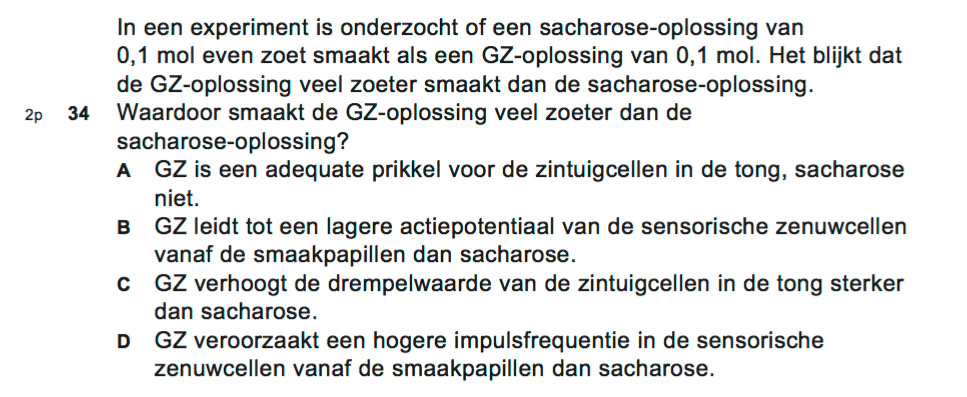 In een experiment is onderzocht of een sacharose-oplossing van
0,1 mol even zoet smaakt als een GZ-oplossing van 0,1 mol. Het blijkt dat
de GZ-oplossing veel zoeter smaakt dan de sacharose-oplossing.
2p 34 Waardoor smaakt de GZ-oplossing veel zoeter dan de
sacharose-oplossing?
A GZ is een adequate prikkel voor de zintuigcellen in de tong, sacharose
niet.
B GZ leidt tot een lagere actiepotentiaal van de sensorische zenuwcellen
vanaf de smaakpapillen dan sacharose.
C GZ verhoogt de drempelwaarde van de zintuigcellen in de tong sterker
dan sacharose.
D GZ veroorzaakt een hogere impulsfrequentie in de sensorische
zenuwcellen vanaf de smaakpapillen dan sacharose.